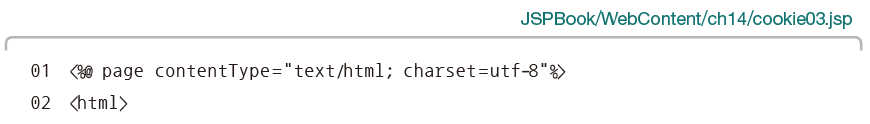 JSPBook/WebContent/ch14/cookie03.jsp
01 <%@ page contentType="text/html; charset=utf-8"%>
02 <html>